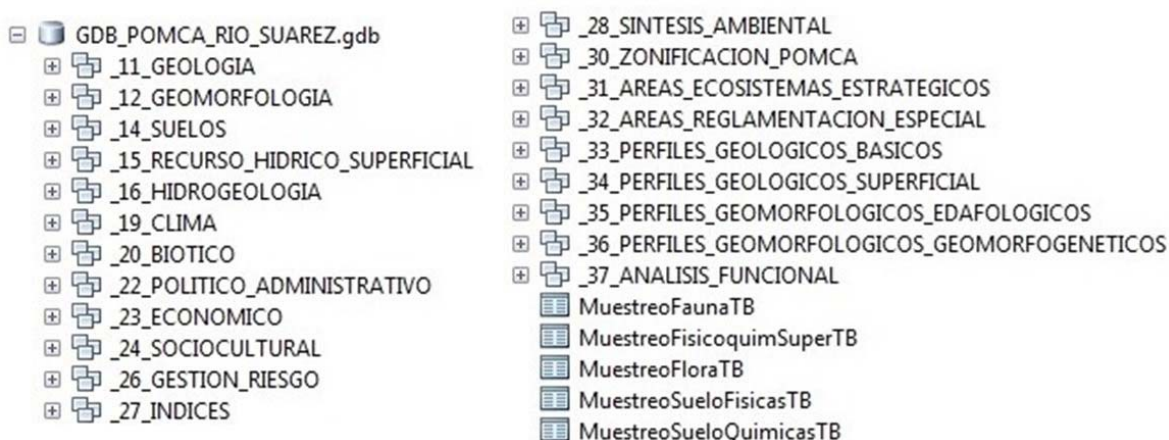 GDB_POMCA_RIO_SUAREZ.gdb
_11_GEOLOGIA
_12_GEOMORFOLOGIA
_14_SUELOS
_15_RECURSO_HIDRICO_SUPERFICIAL
_16_HIDROGEOLOGIA
_19_CLIMA
_20_BIOTICO
_22_POLITICO_ADMINISTRATIVO
_23_ECONOMICO
_24_SOCIOCULTURAL
_26_GESTION_RIESGO
_27_INDICES
_28_SINTESIS_AMBIENTAL
_30_ZONIFICACION_POMCA
_31_AREAS_ECOSISTEMAS_ESTRATEGICOS
_32_AREAS_REGLAMENTACION_ESPECIAL
_33_PERFILES_GEOLOGICOS_BASICOS
_34_PERFILES_GEOLOGICOS_SUPERFICIAL
_35_PERFILES_GEOMORFOLOGICOS_EDAFOLOGICOS
_36_PERFILES_GEOMORFOLOGICOS_GEOMORFOGENETICOS
_37_ANALISIS_FUNCIONAL
MuestreoFaunaTB
MuestreoFisicoquimSuperTB
MuestreoFloraTB
MuestreoSueloFisicasTB
MuestreoSueloQuimicasTB